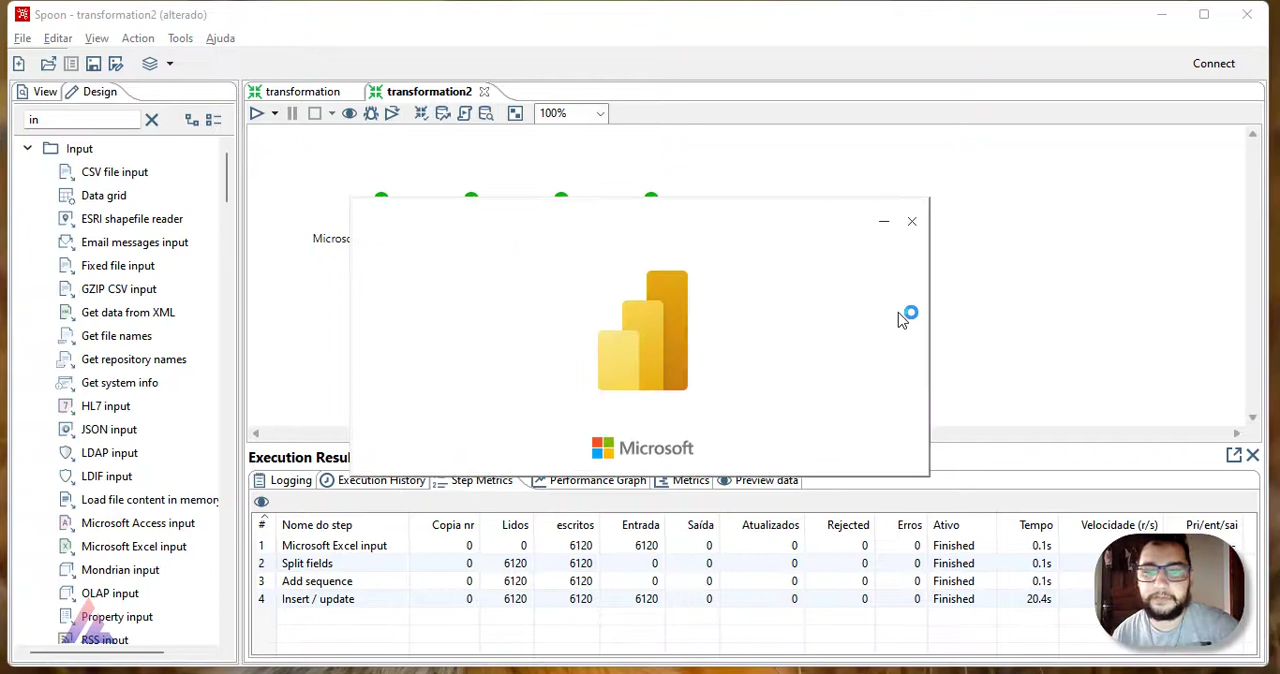 Spoon - transformation2 (alterado)
File Editar View Action Tools Ajuda
Connect
View Design
transformation transformation2
in
100%
Input
CSV file input
Data grid
ESRI shapefile reader
Email messages input
Fixed file input
GZIP CSV input
Get data from XML
Get file names
Get repository names
Get system info
HL7 input
JSON input
LDAP input
LDIF input
Load file content in memory
Microsoft Access input
Microsoft Excel input
Mondrian input
OLAP input
Property input
RSS input
Microso
Microsoft
Execution Resul
Logging Execution History Step Metrics Performance Graph Metrics Preview data
# Nome do step Copia nr Lidos escritos Entrada Saída Atualizados Rejected Erros Ativo Tempo Velocidade (r/s) Pri/ent/sai
1 Microsoft Excel input 0 0 6120 6120 0 0 0 0 Finished 0.1s
2 Split fields 0 6120 6120 0 0 0 0 0 Finished 0.1s
3 Add sequence 0 6120 6120 0 0 0 0 0 Finished 0.1s
4 Insert / update 0 6120 6120 6120 0 0 0 0 Finished 20.4s